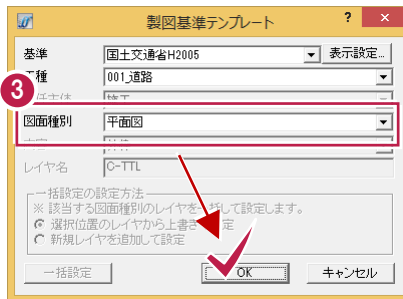 製図基準テンプレート ? ×
基準 国土交通省H2005 表示設定...
工種 001_道路
3
図面種別 平面図
レイヤ名 C-TTL
一括設定の設定方法
※ 該当する図面種別のレイヤを一括して設定します。
選択位置のレイヤから上書き
定
新規レイヤを追加して設定
一括設定 OK キャンセル